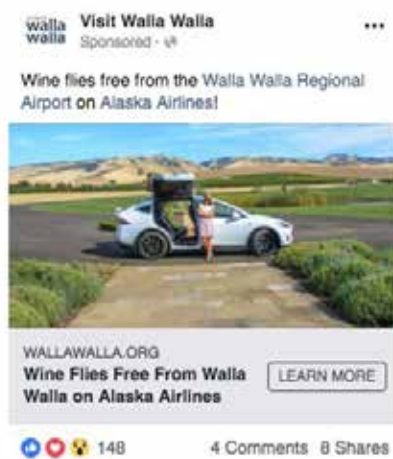 walla
walla
Visit Walla Walla
Sponsored ·
Wine flies free from the Walla Walla Regional
Airport on Alaska Airlines!
WALLAWALLA.ORG
Wine Flies Free From Walla
Walla on Alaska Airlines
LEARN MORE
148
4 Comments 8 Shares